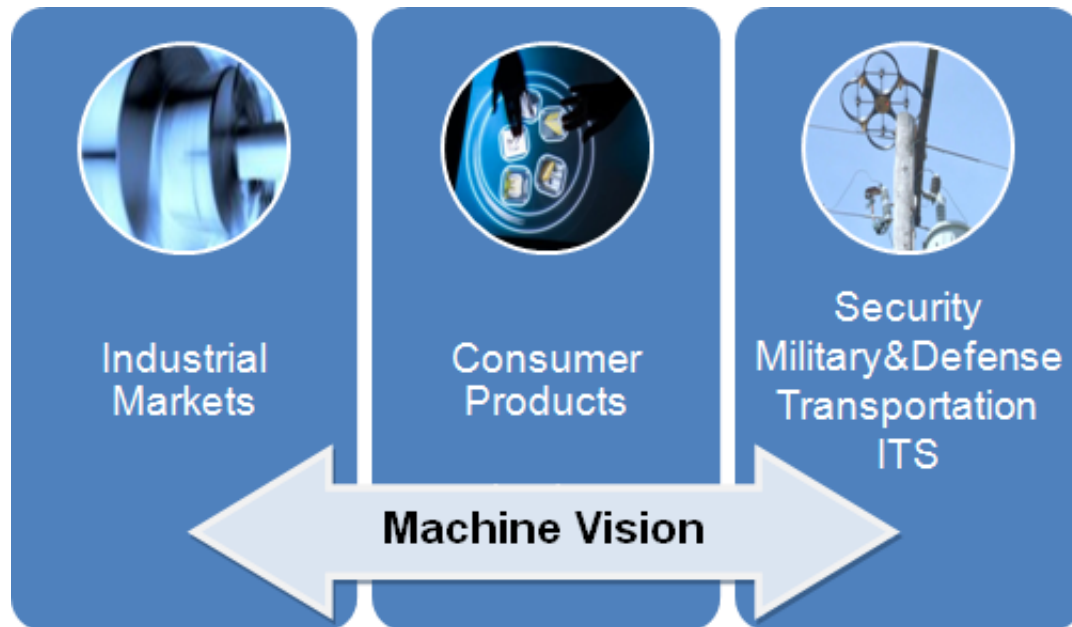 Industrial
Markets
Consumer
Products
Security
Military&Defense
Transportation
ITS
Machine Vision